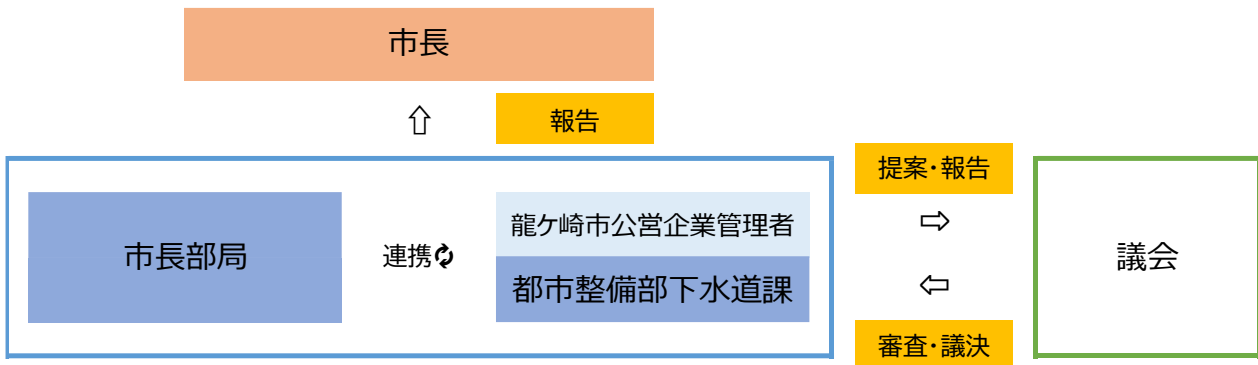 市長
⇧
報告
提案・報告
市長部局
連携🗘
龍ケ崎市公営企業管理者
都市整備部下水道課
⇨
⇦
議会
審査・議決